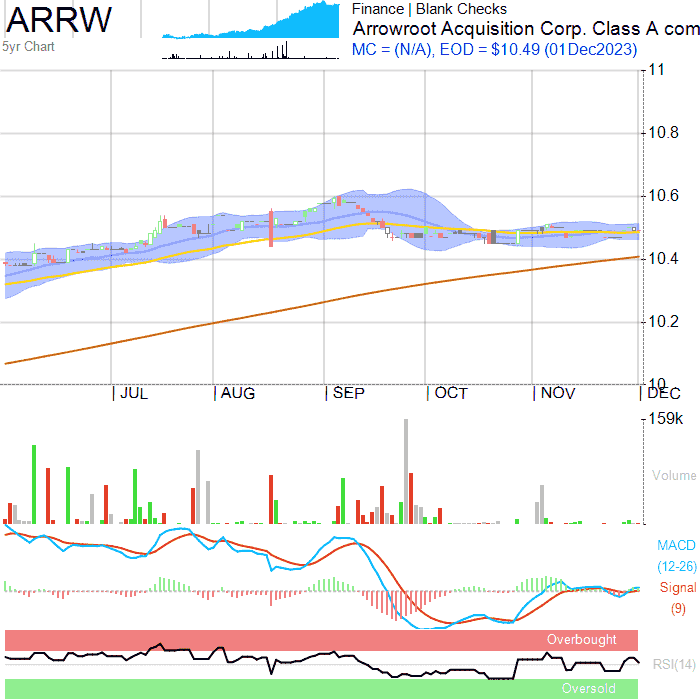 ARRW
5yr Chart
Finance | Blank Checks
Arrowroot Acquisition Corp. Class A com
MC = (N/A), EOD = $10.49 (01Dec2023)
11
10.8
10.6
10.4
10.2
10
JUL AUG SEP OCT NOV DEC
159k
Volume
MACD
(12-26)
Signal
(9)
Overbought
RSI(14)
Oversold